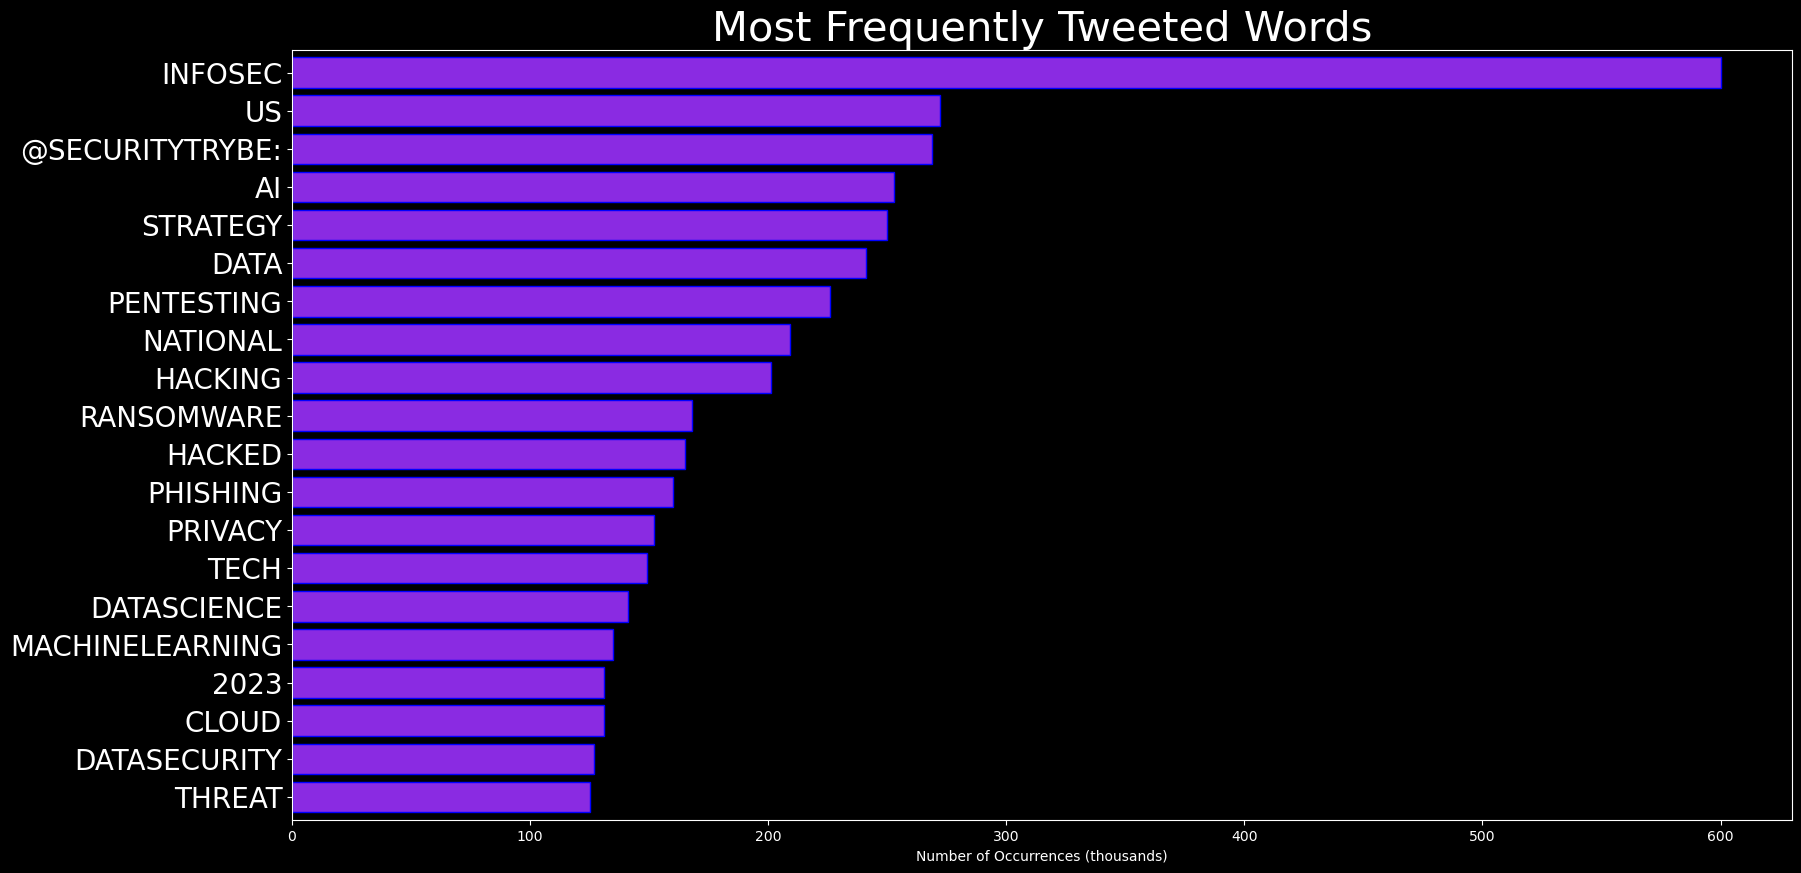 Most Frequently Tweeted Words
INFOSEC
US
@SECURITYTRYBE:
AI
STRATEGY
DATA
PENTESTING
NATIONAL
HACKING
RANSOMWARE
HACKED
PHISHING
PRIVACY
TECH
DATASCIENCE
MACHINELEARNING
2023
CLOUD
DATASECURITY
THREAT
0 100 200 300 400 500 600
Number of Occurrences (thousands)